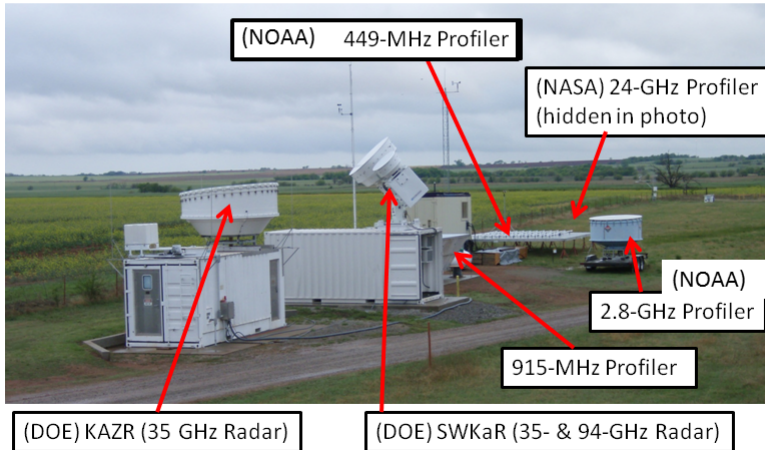 (NOAA) 449-MHz Profiler
(NASA) 24-GHz Profiler
(hidden in photo)
(NOAA)
2.8-GHz Profiler
915-MHz Profiler
(DOE) KAZR (35 GHz Radar)
(DOE) SWKaR (35- & 94-GHz Radar)